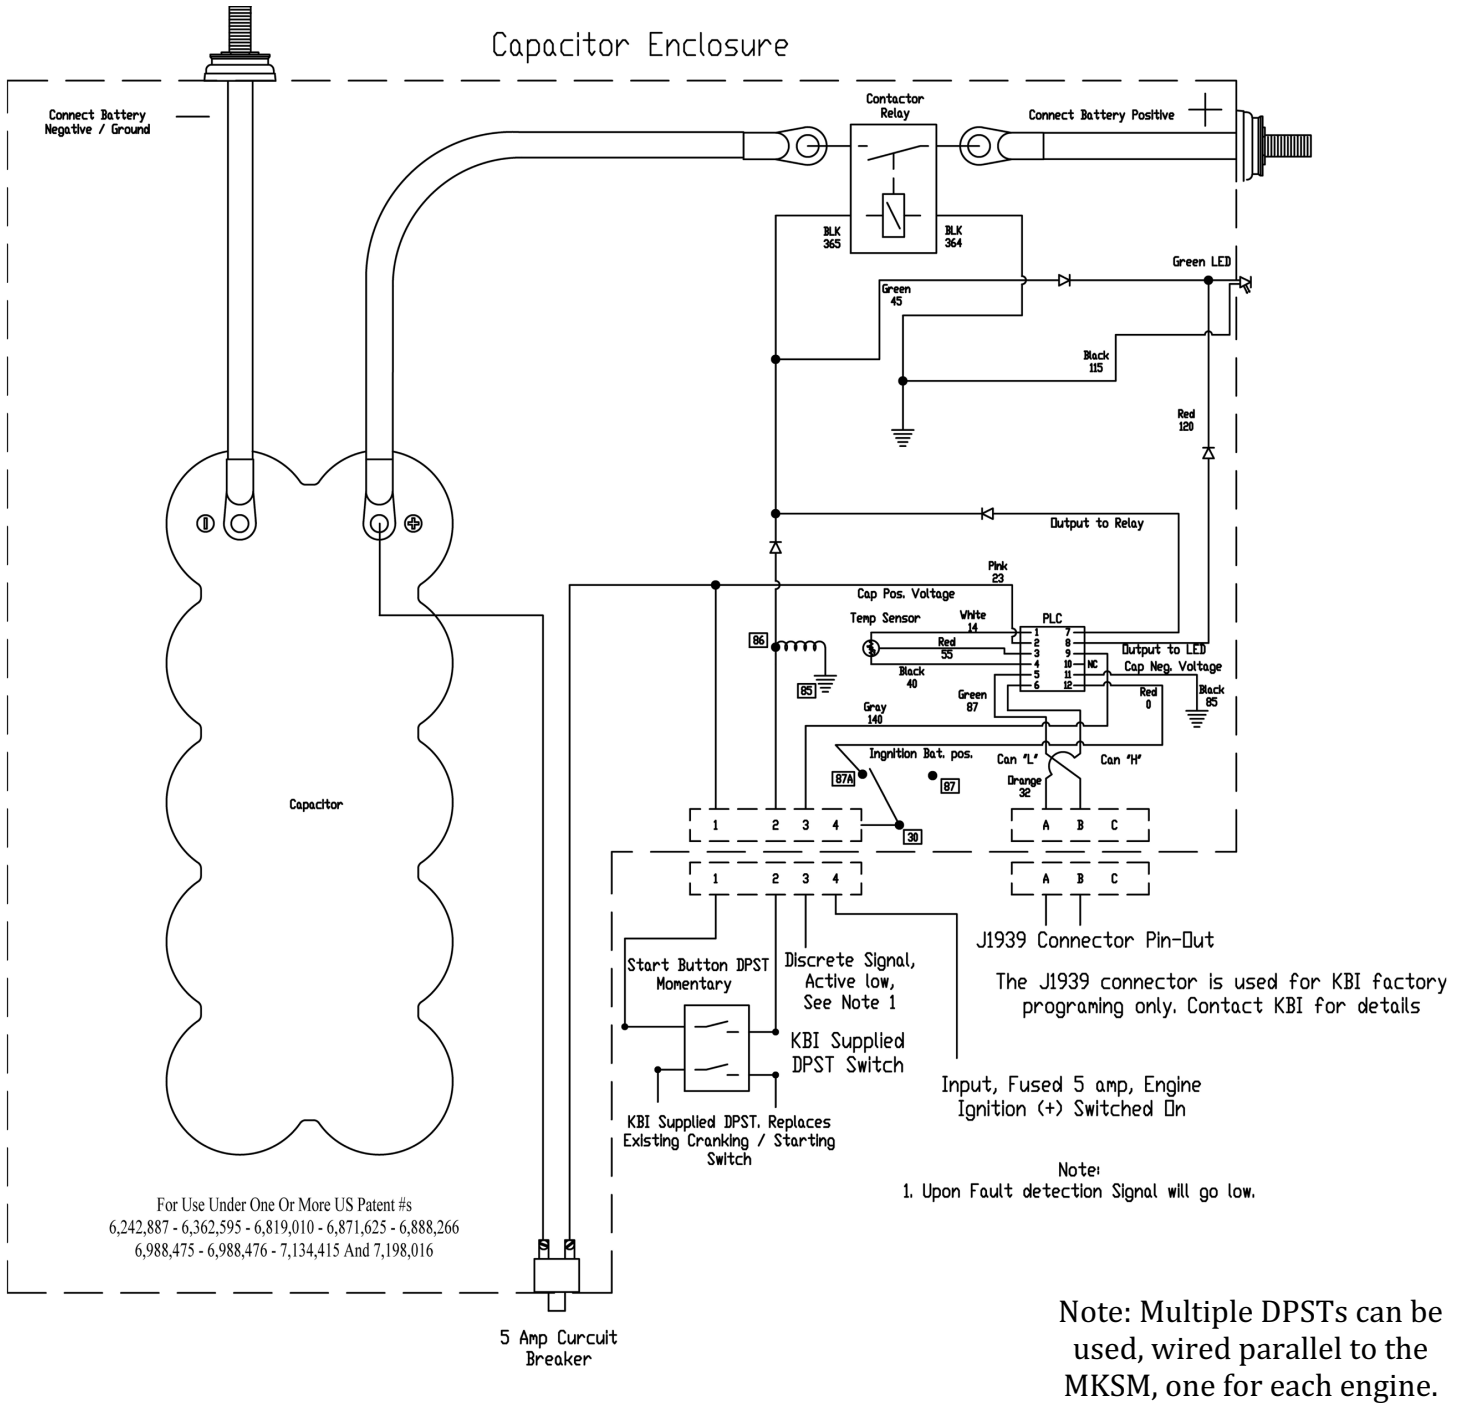 Capacitor Enclosure
Connect Battery
Negative / Ground
Contactor
Relay
Connect Battery Positive
BLK
365
BLK
364
Green LED
Green
45
Black
115
Red
120
Output to Relay
Pink
23
Cap Pos. Voltage
Temp Sensor
White
14
PLC
Red
55
Black
40
1 7
2 8
3 9
4 10 NC
5 11
6 12
Output to LED
Cap Neg. Voltage
Green
87
Red
0
Black
85
86
85
Gray
140
Ingnition Bat. pos.
Can "L"
Can "H"
87A
87
Orange
32
30
Capacitor
1 2 3 4
A B C
1 2 3 4
A B C
J1939 Connector Pin-Out
The J1939 connector is used for KBI factory
programing only. Contact KBI for details
Start Button DPST
Momentary
Discrete Signal,
Active low,
See Note 1
KBI Supplied
DPST Switch
Input, Fused 5 amp, Engine
Ignition (+) Switched On
KBI Supplied DPST. Replaces
Existing Cranking / Starting
Switch
Note:
1. Upon Fault detection Signal will go low.
For Use Under One Or More US Patent #s
6,242,887 - 6,362,595 - 6,819,010 - 6,871,625 - 6,888,266
6,988,475 - 6,988,476 - 7,134,415 And 7,198,016
5 Amp Curcuit
Breaker
Note: Multiple DPSTs can be
used, wired parallel to the
MKSM, one for each engine.